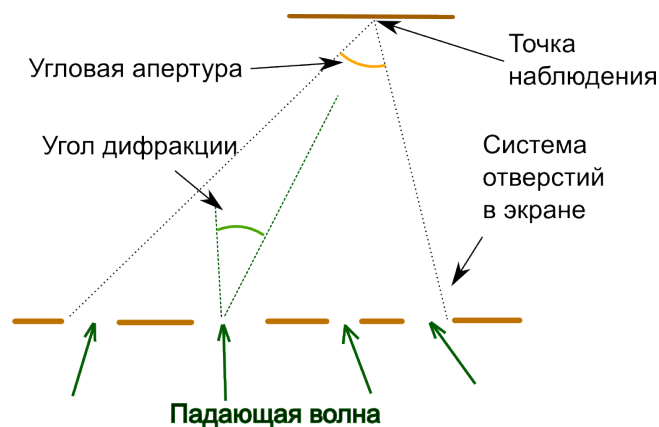 Точка
наблюдения
Угловая апертура
Угол дифракции
Система
отверстий
в экране
Падающая волна